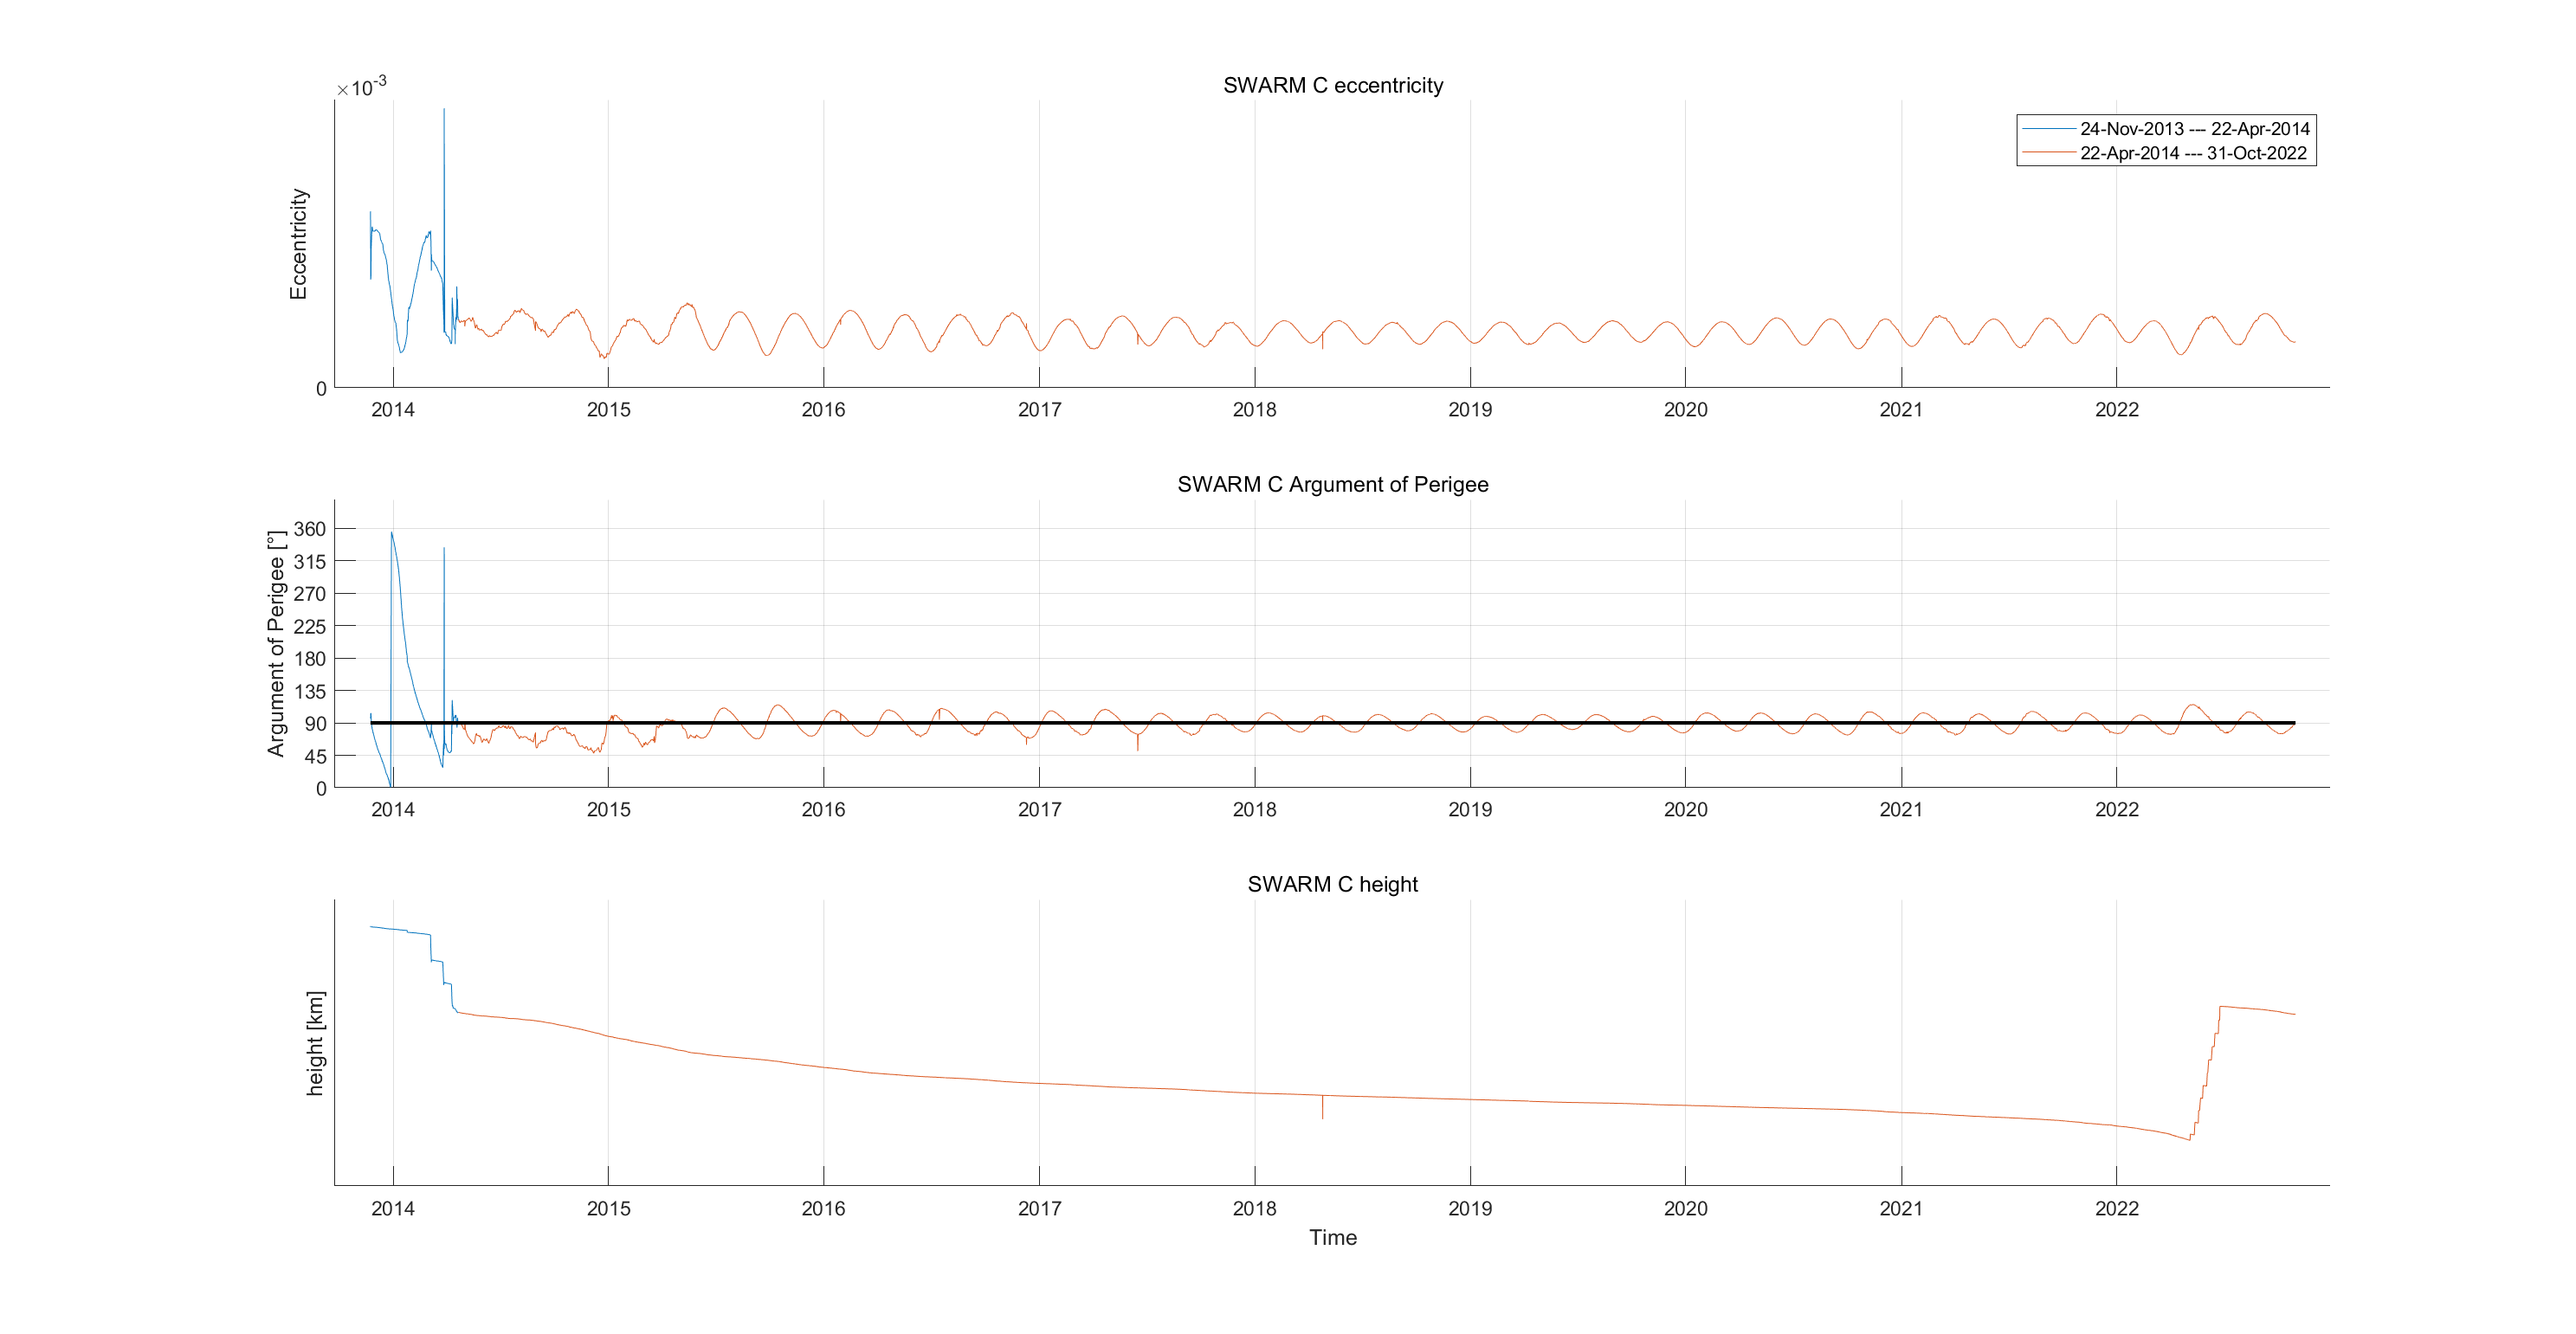 SWARM C eccentricity
×10-3
Eccentricity
0
24-Nov-2013 --- 22-Apr-2014
22-Apr-2014 --- 31-Oct-2022
2014 2015 2016 2017 2018 2019 2020 2021 2022
SWARM C Argument of Perigee
Argument of Perigee [°]
360
315
270
225
180
135
90
45
0
2014 2015 2016 2017 2018 2019 2020 2021 2022
SWARM C height
height [km]
2014 2015 2016 2017 2018 2019 2020 2021 2022
Time